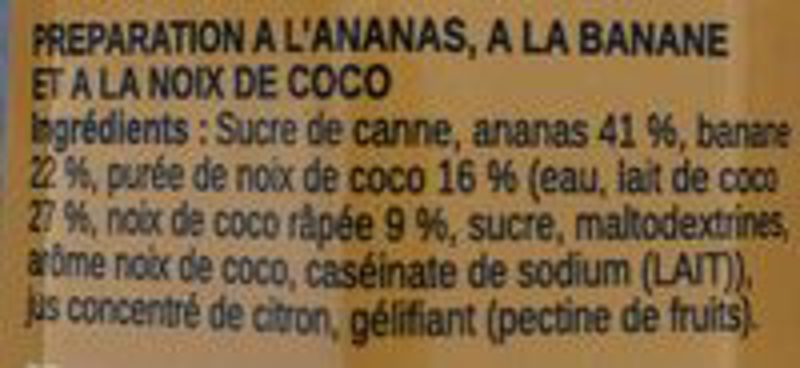 PREPARATION A L'ANANAS, A LA BANANE
ET A LA NOIX DE COCO
Ingrédients : Sucre de canne, ananas 41 %, banane
22 %, purée de noix de coco 16 % (eau, lait de coco
27 %, noix de coco râpée 9 %, sucre, maltodextrines,
arôme noix de coco, caséinate de sodium (LAIT)),
jus concentré de citron, gélifiant (pectine de fruits).